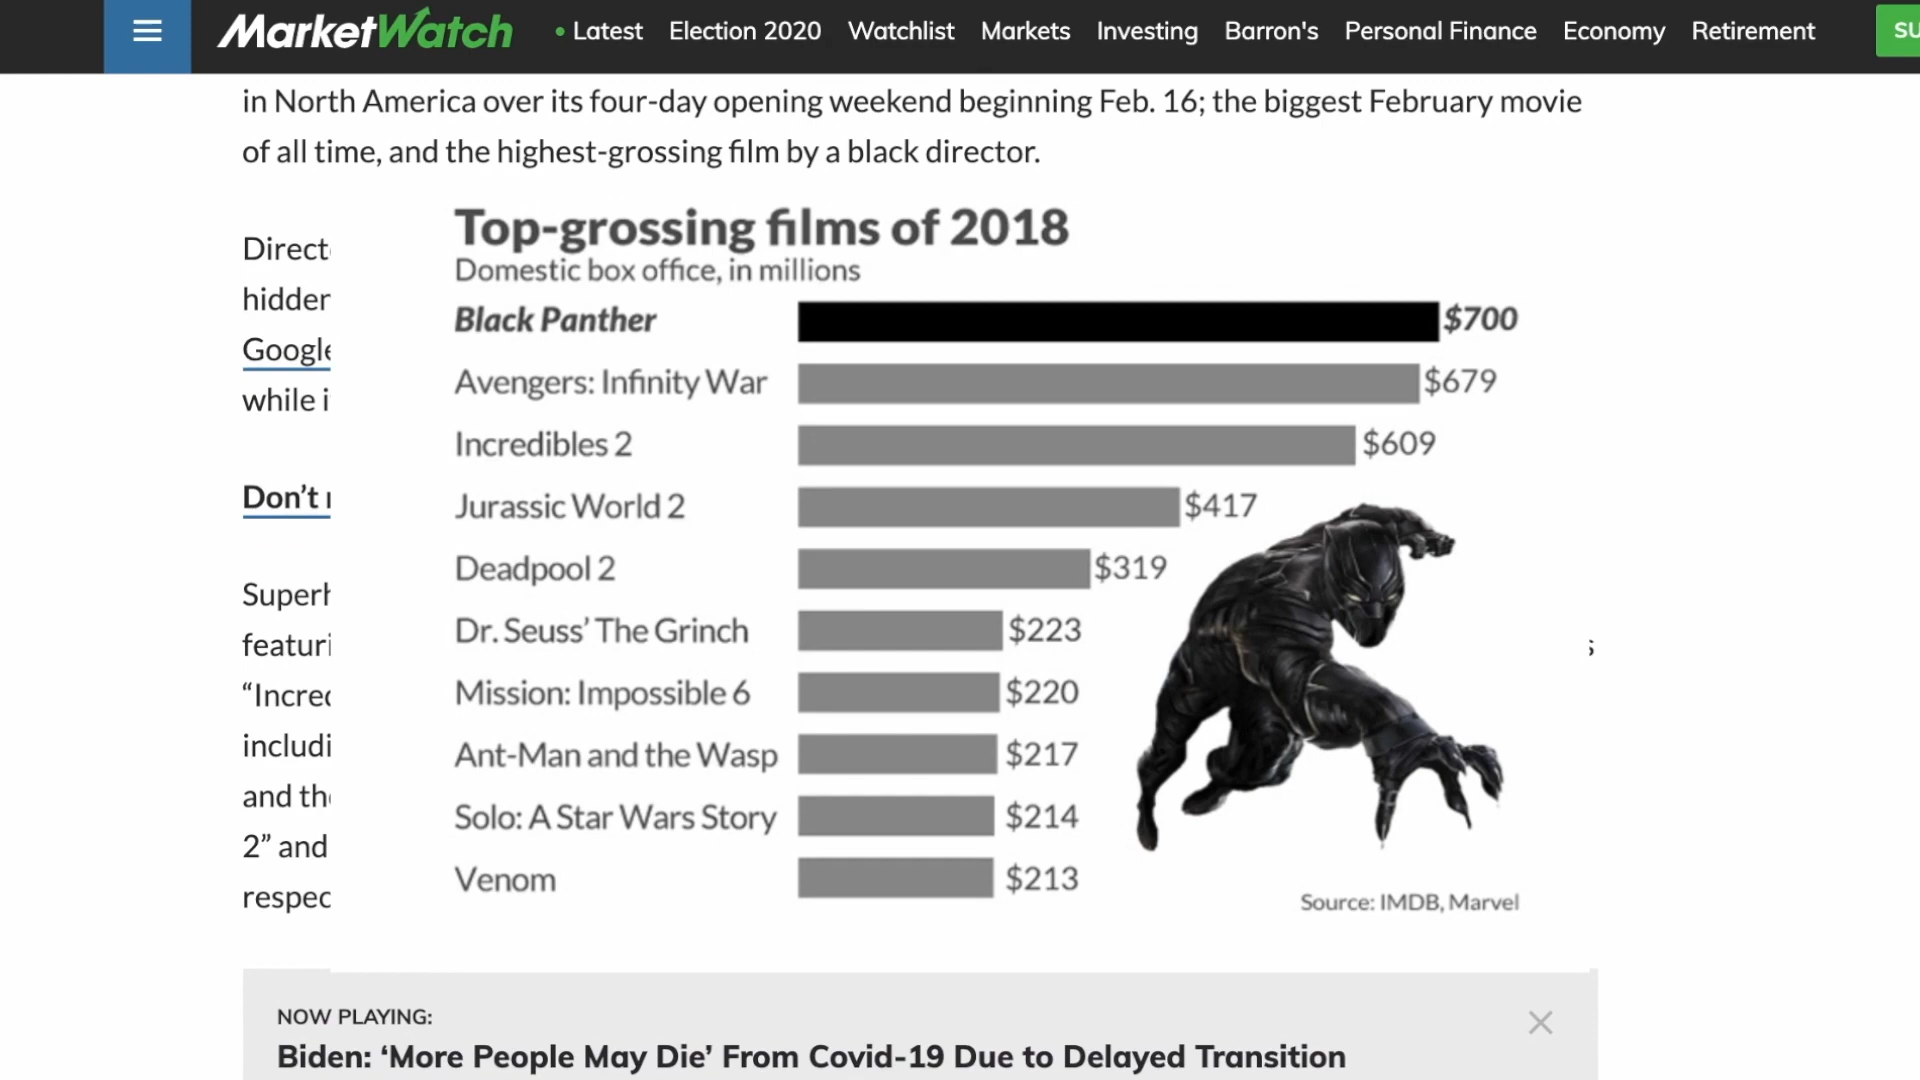 MarketWatch
Latest Election 2020 Watchlist Markets Investing Barron's Personal Finance Economy Retirement
in North America over its four-day opening weekend beginning Feb. 16; the biggest February movie
of all time, and the highest-grossing film by a black director.
Top-grossing films of 2018
Domestic box office, in millions
Black Panther $700
Avengers: Infinity War $679
Incredibles 2 $609
Jurassic World 2 $417
Deadpool 2 $319
Dr. Seuss’ The Grinch $223
Mission: Impossible 6 $220
Ant-Man and the Wasp $217
Solo: A Star Wars Story $214
Venom $213
Source: IMDB, Marvel
while
Don’t
and
2” and
NOW PLAYING:
Biden: ‘More People May Die’ From Covid-19 Due to Delayed Transition